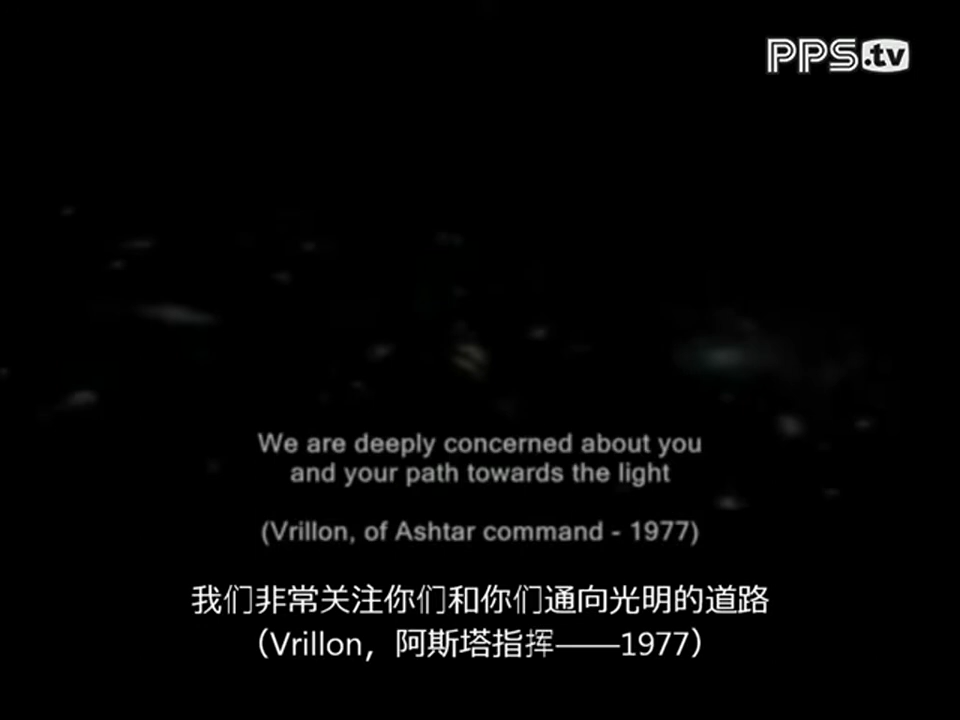 PPS.tv
We are deeply concerned about you
and your path towards the light
(Vrillon, of Ashtar command - 1977)
我们非常关注你们和你们通向光明的道路
（Vrillon，阿斯塔指挥——1977）